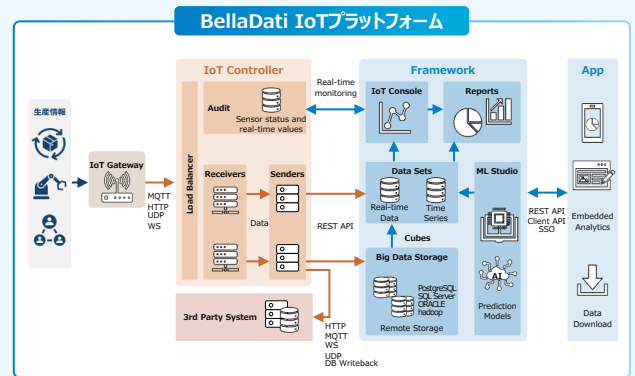 BellaDati IoTプラットフォーム
生産情報
IoT Gateway
MQTT
HTTP
UDP
WS
IoT Controller
Load Balancer
Audit
Sensor status and
real-time values
Receivers
Senders
Data
3rd Party System
Real-time
monitoring
REST API
HTTP
MQTT
WS
UDP
DB Writeback
Framework
IoT Console
Reports
Data Sets
Real-time
Data
Time
Series
Cubes
Big Data Storage
PostgreSQL
SQL Server
ORACLE
hadoop
Remote Storage
ML Studio
AI
Prediction
Models
REST API
Client API
SSO
App
Embedded
Analytics
Data
Download